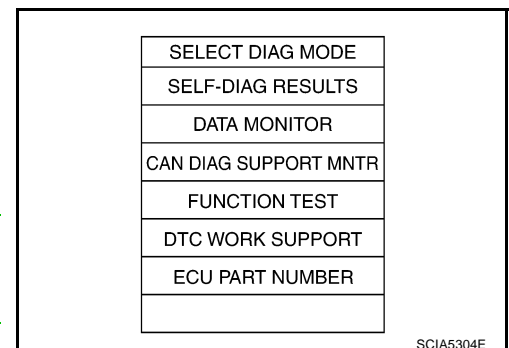 SELECT DIAG MODE
SELF-DIAG RESULTS
DATA MONITOR
CAN DIAG SUPPORT MNTR
FUNCTION TEST
DTC WORK SUPPORT
ECU PART NUMBER
SCIA5304E